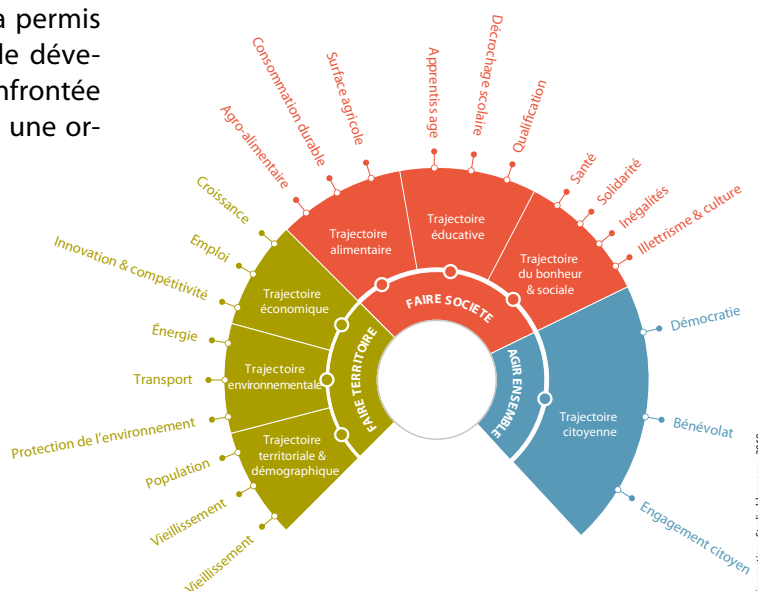 a permis
le déve-
nfrontée
une or-
Vieillissement
Vieillissement
Population
Protection de l’environnement
Transport
Énergie
Innovation & compétitivité
Emploi
Croissance
Agro-alimentaire
Consommation durable
Surface agricole
Apprentissage
Décrochage scolaire
Qualification
Santé
Solidarité
Inégalités
Illettrisme & culture
Démocratie
Bénévolat
Engagement citoyen
Trajectoire
territoriale &
démographique
Trajectoire
environnementale
Trajectoire
économique
Trajectoire
alimentaire
Trajectoire
éducative
Trajectoire
du bonheur
& sociale
Trajectoire
citoyenne
FAIRE TERRITOIRE
FAIRE SOCIETE
AGIR ENSEMBLE